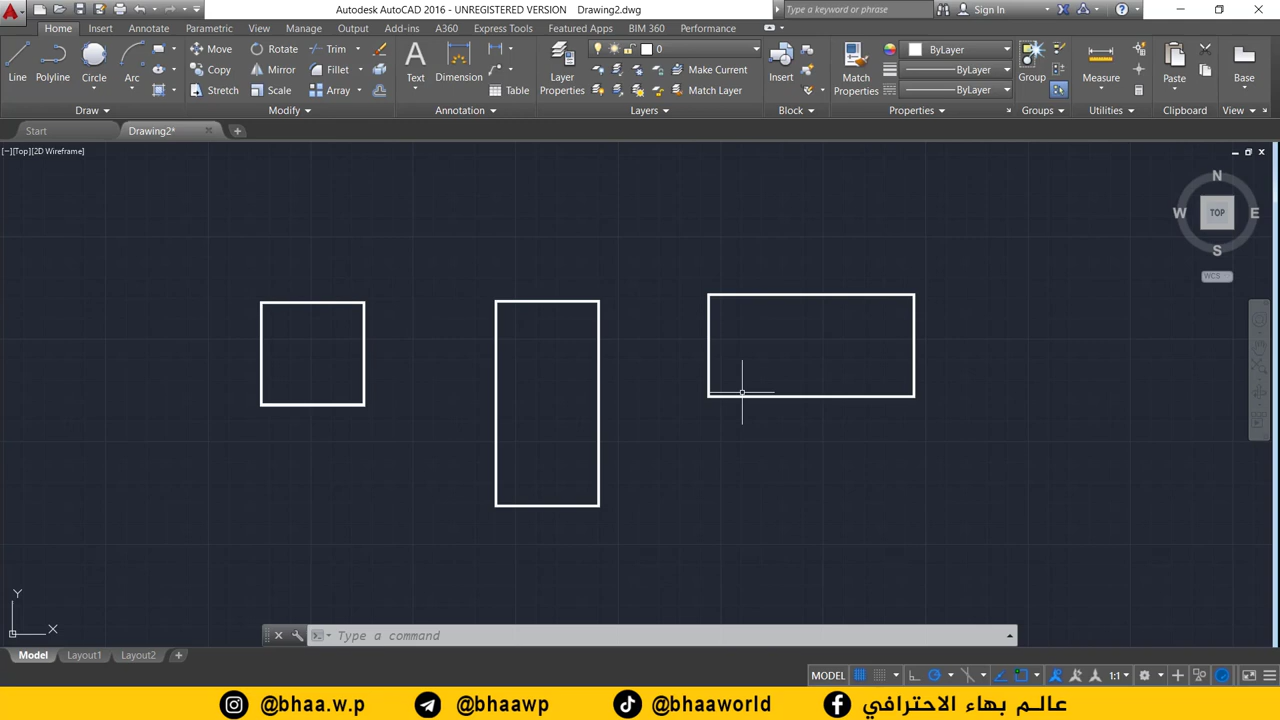 Autodesk AutoCAD 2016 - UNREGISTERED VERSION Drawing2.dwg
Type a keyword or phrase
Sign In
Home Insert Annotate Parametric View Manage Output Add-ins A360 Express Tools Featured Apps BIM 360 Performance
Line Polyline Circle Arc
Move Rotate Trim
Copy Mirror Fillet
Stretch Scale Array
Text Dimension Table
Layer Properties
0
Make Current
Match Layer
Insert
Match Properties
ByLayer
ByLayer
ByLayer
Group
Measure
Paste
Base
Draw Modify Annotation Layers Block Properties Groups Utilities Clipboard View
Start Drawing2*
[−][Top][2D Wireframe]
N
W TOP E
S
WCS
Y
X
Type a command
Model Layout1 Layout2
MODEL 1:1
@bhaa.w.p @bhaawp @bhaaworld عالم بهاء الاحترافي